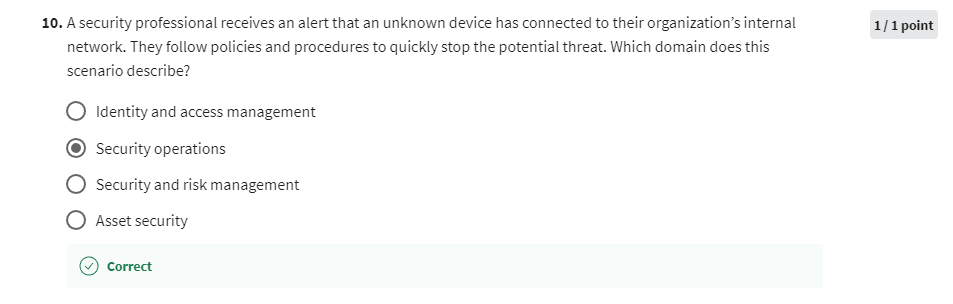 10. A security professional receives an alert that an unknown device has connected to their organization's internal
1 / 1 point
network. They follow policies and procedures to quickly stop the potential threat. Which domain does this
scenario describe?
Identity and access management
Security operations
Security and risk management
Asset security
Correct